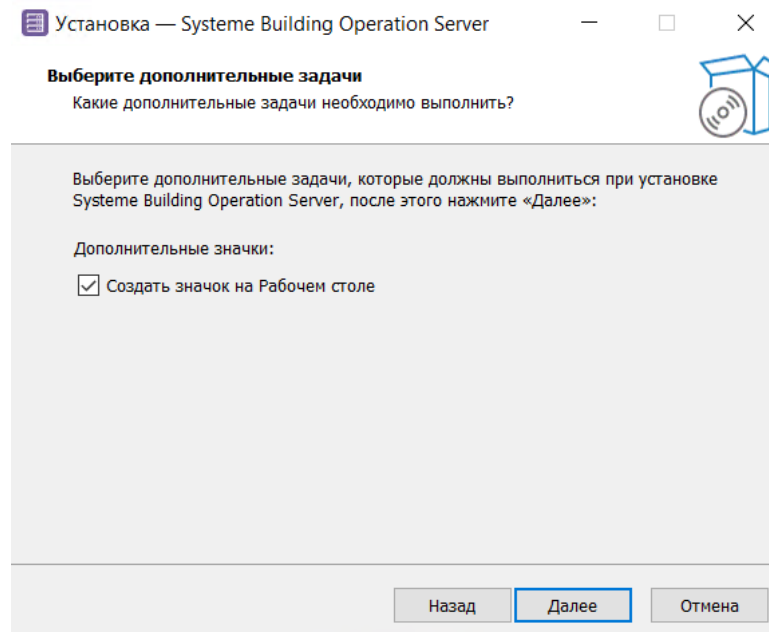 Установка — Systeme Building Operation Server
Выберите дополнительные задачи
Какие дополнительные задачи необходимо выполнить?
Выберите дополнительные задачи, которые должны выполниться при установке
Systeme Building Operation Server, после этого нажмите «Далее»:
Дополнительные значки:
Создать значок на Рабочем столе
Назад Далее Отмена